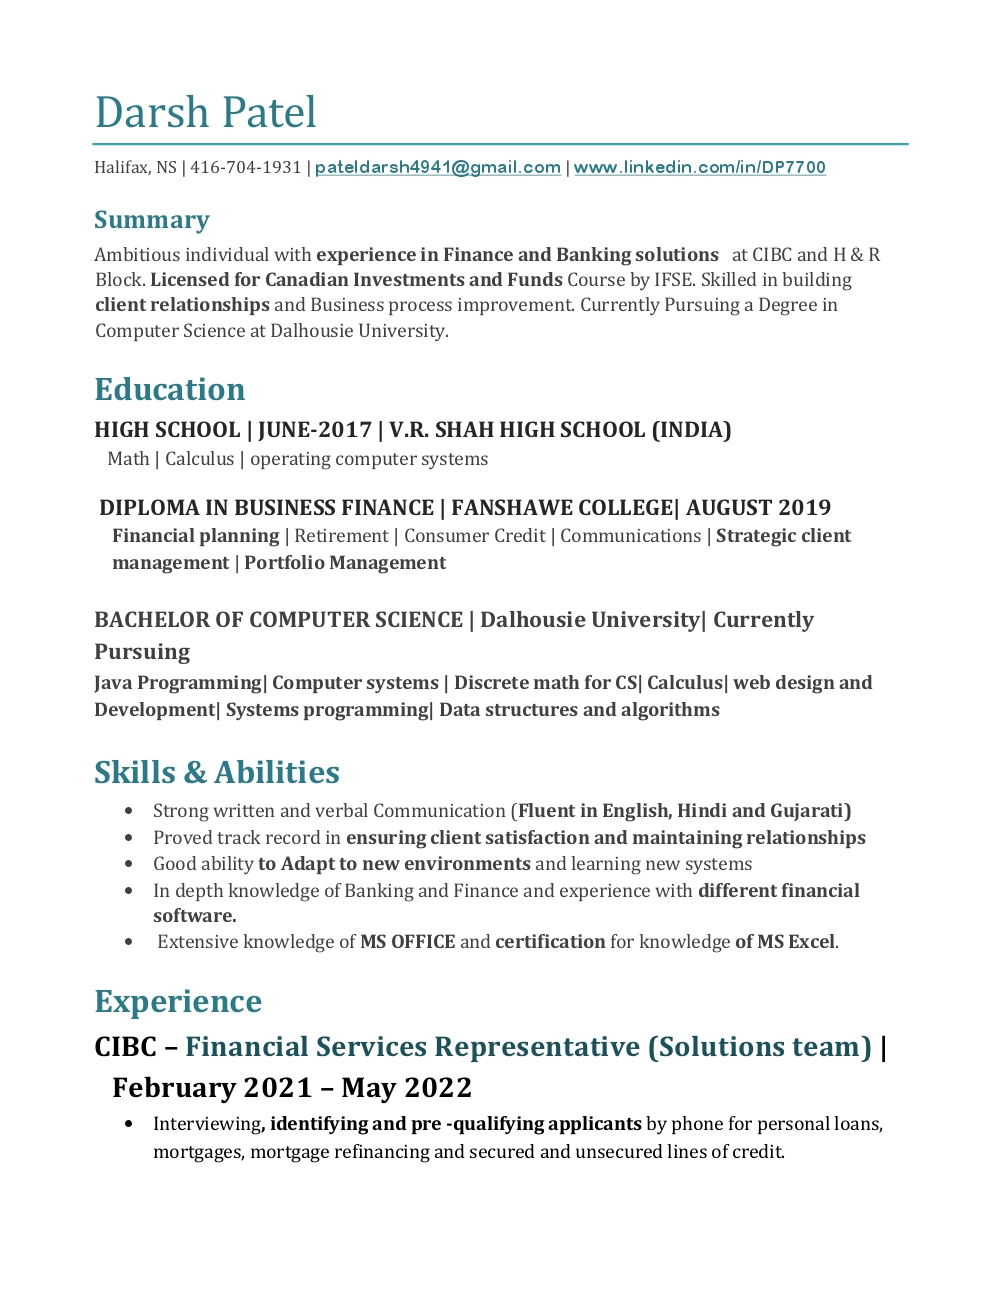 Darsh Patel
Halifax, NS | 416-704-1931 | pateldarsh4941@gmail.com | www.linkedin.com/in/DP7700
Summary
Ambitious individual with experience in Finance and Banking solutions at CIBC and H & R
Block. Licensed for Canadian Investments and Funds Course by IFSE. Skilled in building
client relationships and Business process improvement. Currently Pursuing a Degree in
Computer Science at Dalhousie University.
Education
HIGH SCHOOL | JUNE-2017 | V.R. SHAH HIGH SCHOOL (INDIA)
Math | Calculus | operating computer systems
DIPLOMA IN BUSINESS FINANCE | FANSHAWE COLLEGE| AUGUST 2019
Financial planning | Retirement | Consumer Credit | Communications | Strategic client
management | Portfolio Management
BACHELOR OF COMPUTER SCIENCE | Dalhousie University| Currently
Pursuing
Java Programming| Computer systems | Discrete math for CS| Calculus| web design and
Development| Systems programming| Data structures and algorithms
Skills & Abilities
• Strong written and verbal Communication (Fluent in English, Hindi and Gujarati)
• Proved track record in ensuring client satisfaction and maintaining relationships
• Good ability to Adapt to new environments and learning new systems
• In depth knowledge of Banking and Finance and experience with different financial
software.
• Extensive knowledge of MS OFFICE and certification for knowledge of MS Excel.
Experience
CIBC – Financial Services Representative (Solutions team) |
February 2021 – May 2022
• Interviewing, identifying and pre -qualifying applicants by phone for personal loans,
mortgages, mortgage refinancing and secured and unsecured lines of credit.